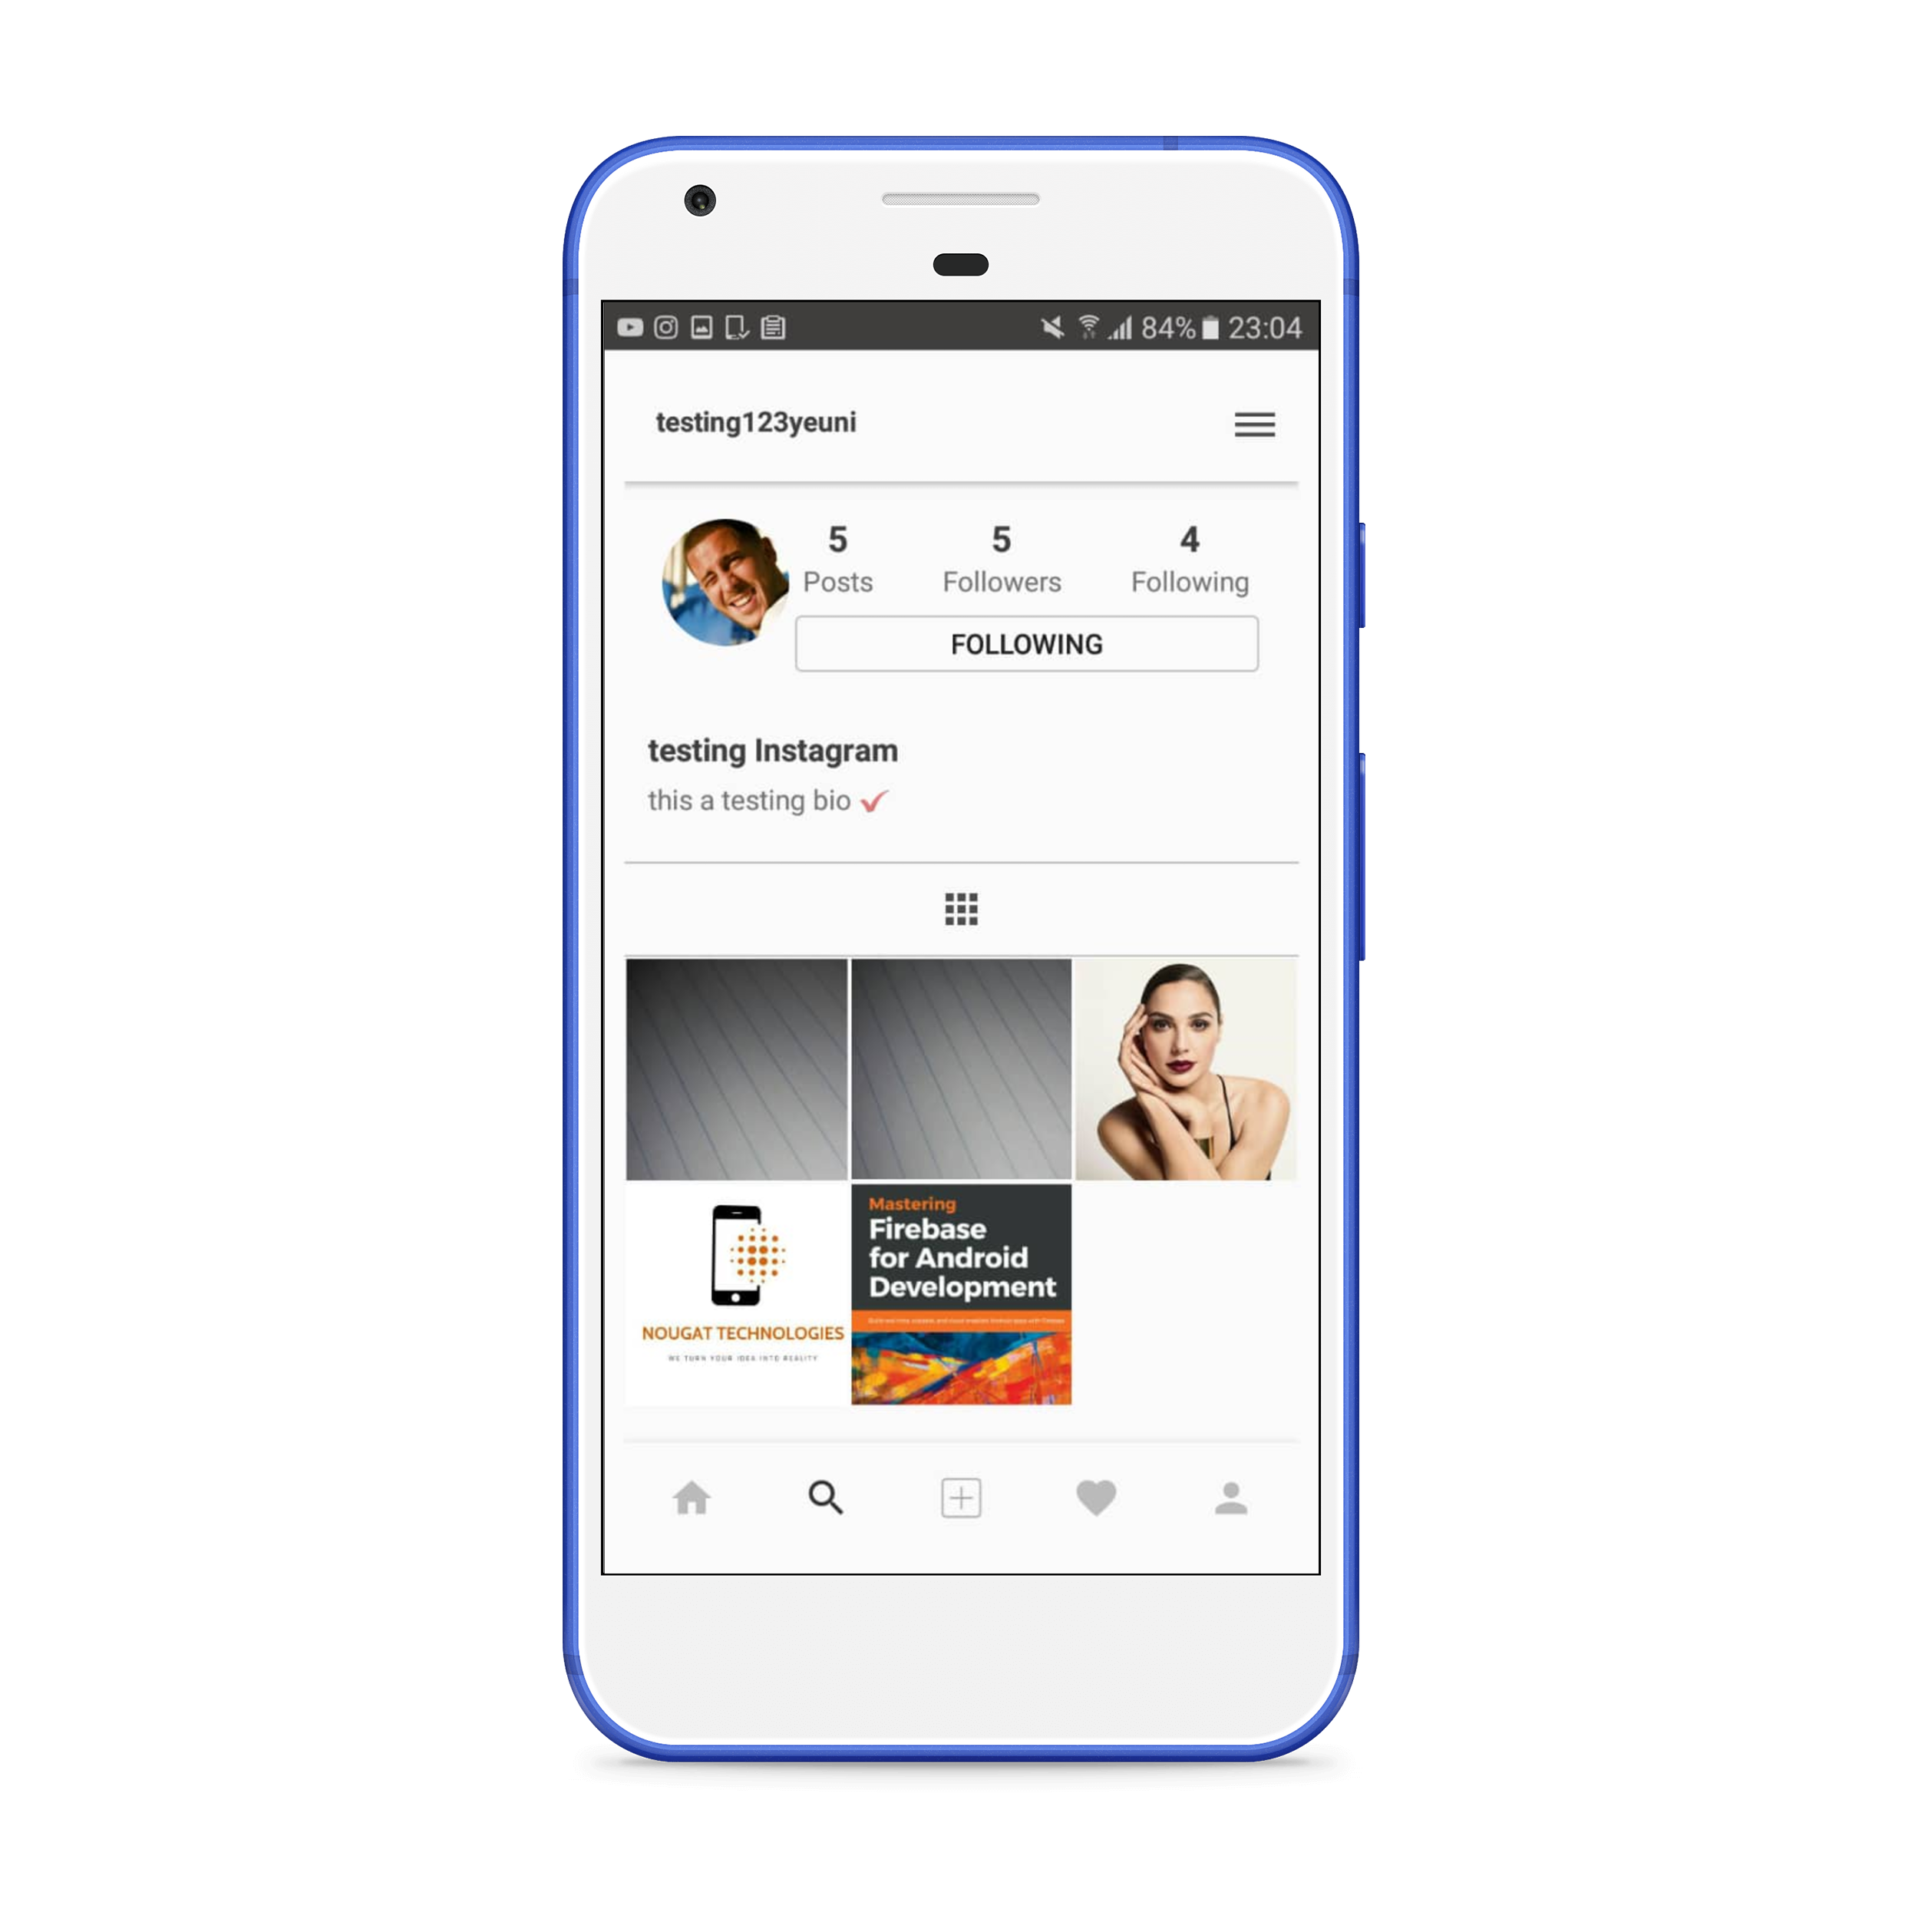 84% 23:04
testing123yeuni
5 5 4
Posts Followers Following
FOLLOWING
testing Instagram
this a testing bio
Mastering
Firebase
for Android
Development
NOUGAT TECHNOLOGIES
WE TURN YOUR IDEA INTO REALITY